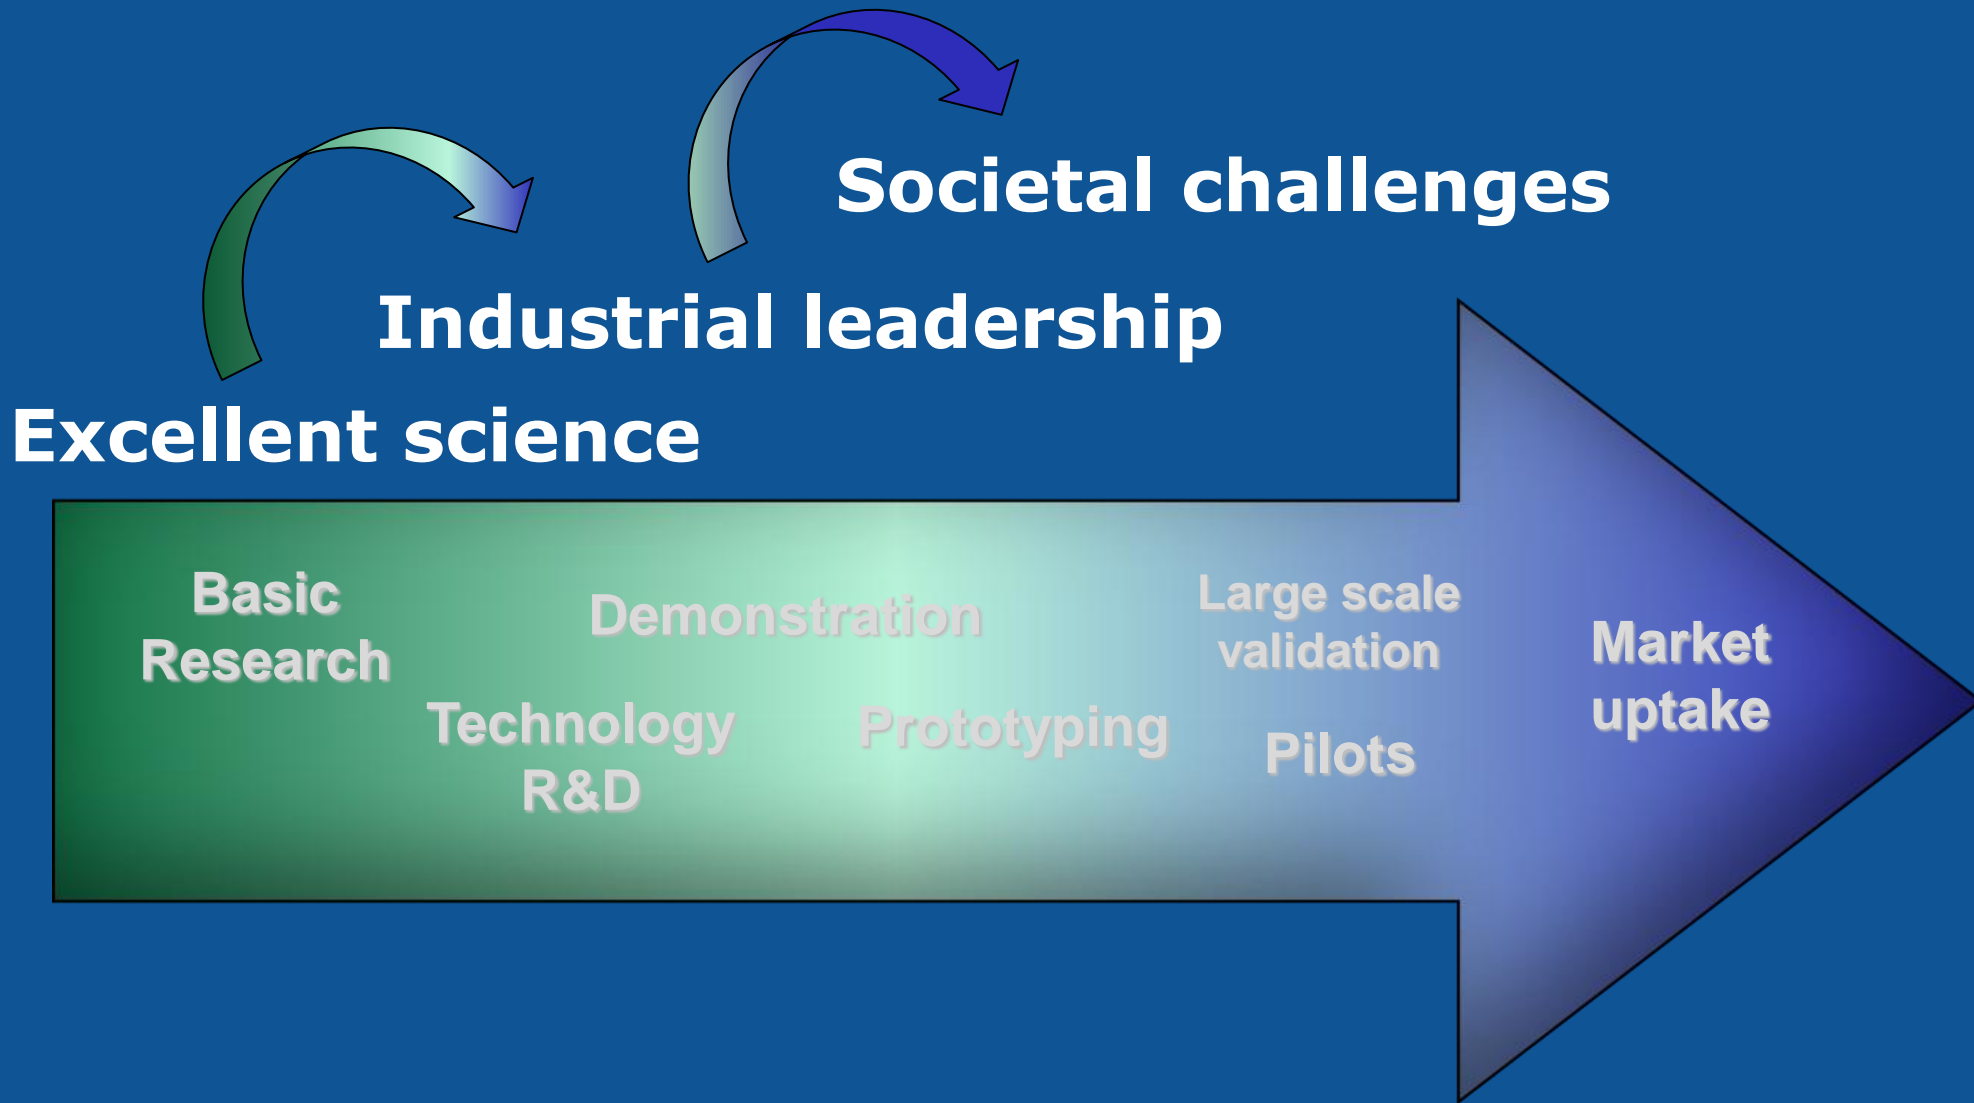 Societal challenges
Industrial leadership
Excellent science
Basic
Research
Demonstration
Technology
R&D
Prototyping
Large scale
validation
Pilots
Market
uptake